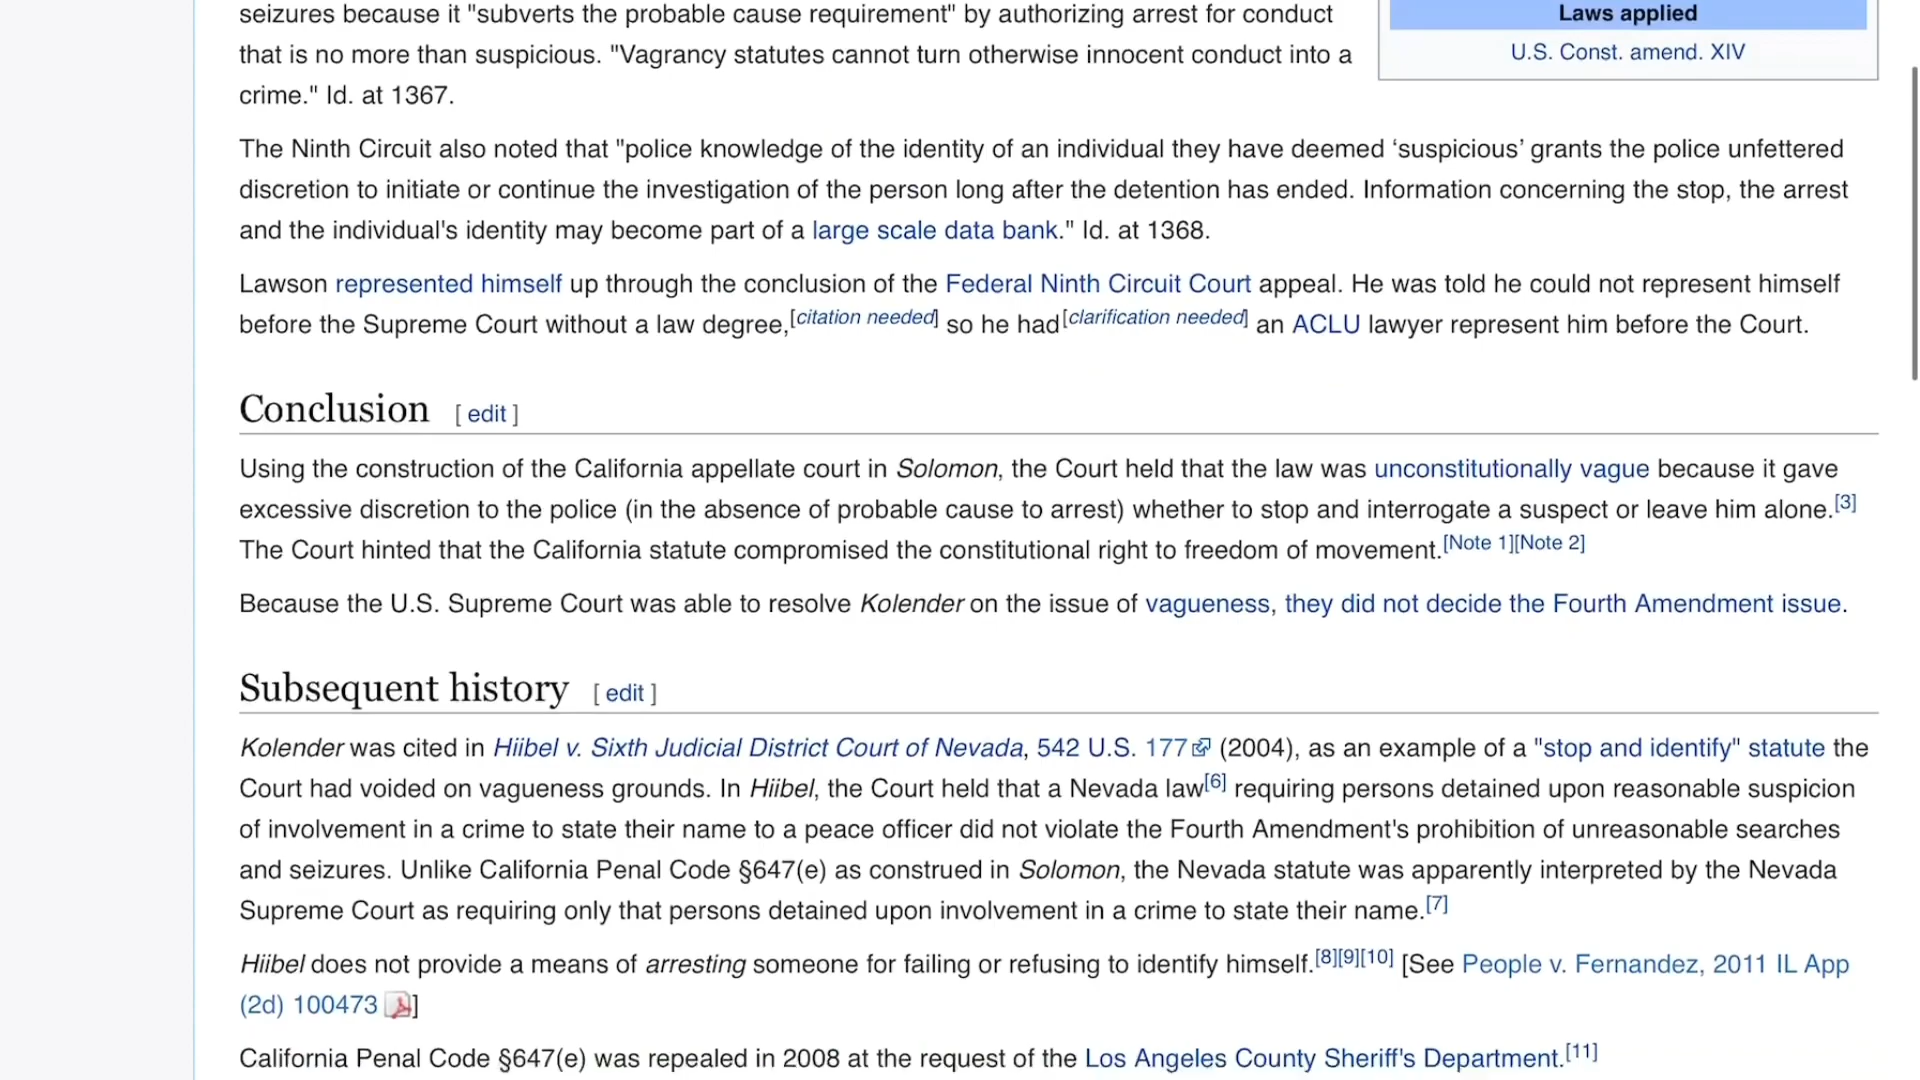 seizures because it "subverts the probable cause requirement" by authorizing arrest for conduct
that is no more than suspicious. "Vagrancy statutes cannot turn otherwise innocent conduct into a
crime." Id. at 1367.
Laws applied
U.S. Const. amend. XIV
The Ninth Circuit also noted that "police knowledge of the identity of an individual they have deemed ‘suspicious’ grants the police unfettered
discretion to initiate or continue the investigation of the person long after the detention has ended. Information concerning the stop, the arrest
and the individual's identity may become part of a large scale data bank." Id. at 1368.
Lawson represented himself up through the conclusion of the Federal Ninth Circuit Court appeal. He was told he could not represent himself
before the Supreme Court without a law degree,[citation needed] so he had[clarification needed] an ACLU lawyer represent him before the Court.
Conclusion [ edit ]
Using the construction of the California appellate court in Solomon, the Court held that the law was unconstitutionally vague because it gave
excessive discretion to the police (in the absence of probable cause to arrest) whether to stop and interrogate a suspect or leave him alone.[3]
The Court hinted that the California statute compromised the constitutional right to freedom of movement.[Note 1][Note 2]
Because the U.S. Supreme Court was able to resolve Kolender on the issue of vagueness, they did not decide the Fourth Amendment issue.
Subsequent history [ edit ]
Kolender was cited in Hiibel v. Sixth Judicial District Court of Nevada, 542 U.S. 177 (2004), as an example of a "stop and identify" statute the
Court had voided on vagueness grounds. In Hiibel, the Court held that a Nevada law[6] requiring persons detained upon reasonable suspicion
of involvement in a crime to state their name to a peace officer did not violate the Fourth Amendment's prohibition of unreasonable searches
and seizures. Unlike California Penal Code §647(e) as construed in Solomon, the Nevada statute was apparently interpreted by the Nevada
Supreme Court as requiring only that persons detained upon involvement in a crime to state their name.[7]
Hiibel does not provide a means of arresting someone for failing or refusing to identify himself.[8][9][10] [See People v. Fernandez, 2011 IL App
(2d) 100473 ]
California Penal Code §647(e) was repealed in 2008 at the request of the Los Angeles County Sheriff's Department.[11]